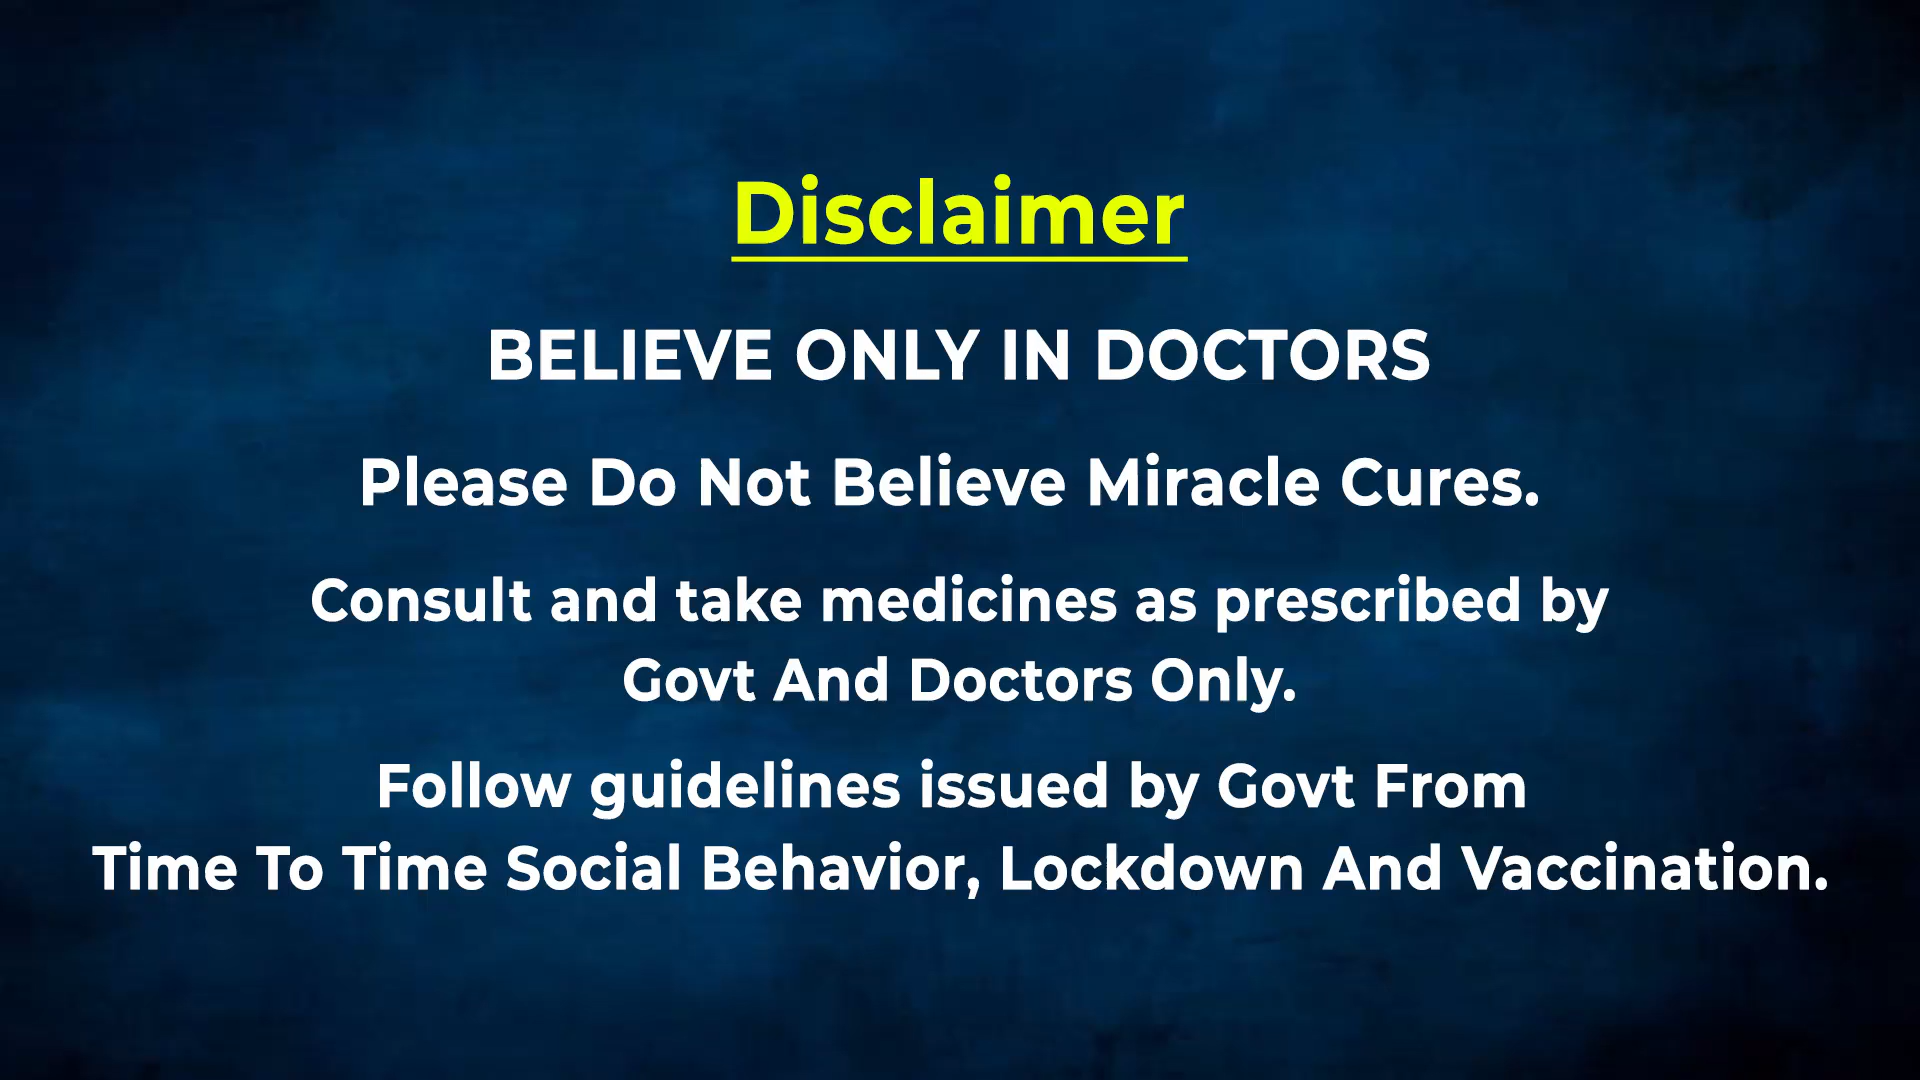 Disclaimer
BELIEVE ONLY IN DOCTORS
Please Do Not Believe Miracle Cures.
Consult and take medicines as prescribed by
Govt And Doctors Only.
Follow guidelines issued by Govt From
Time To Time Social Behavior, Lockdown And Vaccination.